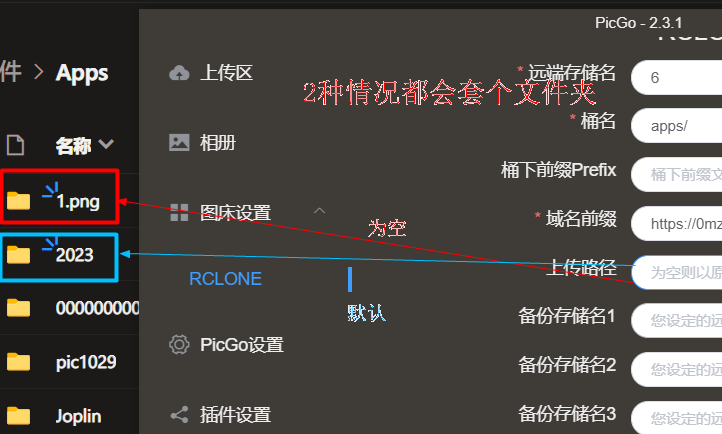 PicGo - 2.3.1
件 > Apps
名称
1.png
2023
000000000
pic1029
Joplin
上传区
相册
图床设置
RCLONE
PicGo设置
插件设置
2种情况都会套个文件夹
为空
默认
* 远端存储名
6
* 桶名
apps/
桶下前缀Prefix
桶下前缀文
* 域名前缀
https://0mz
上传路径
为空则以原
备份存储名1
您设定的远
备份存储名2
您设定的远
备份存储名3
您设定的远